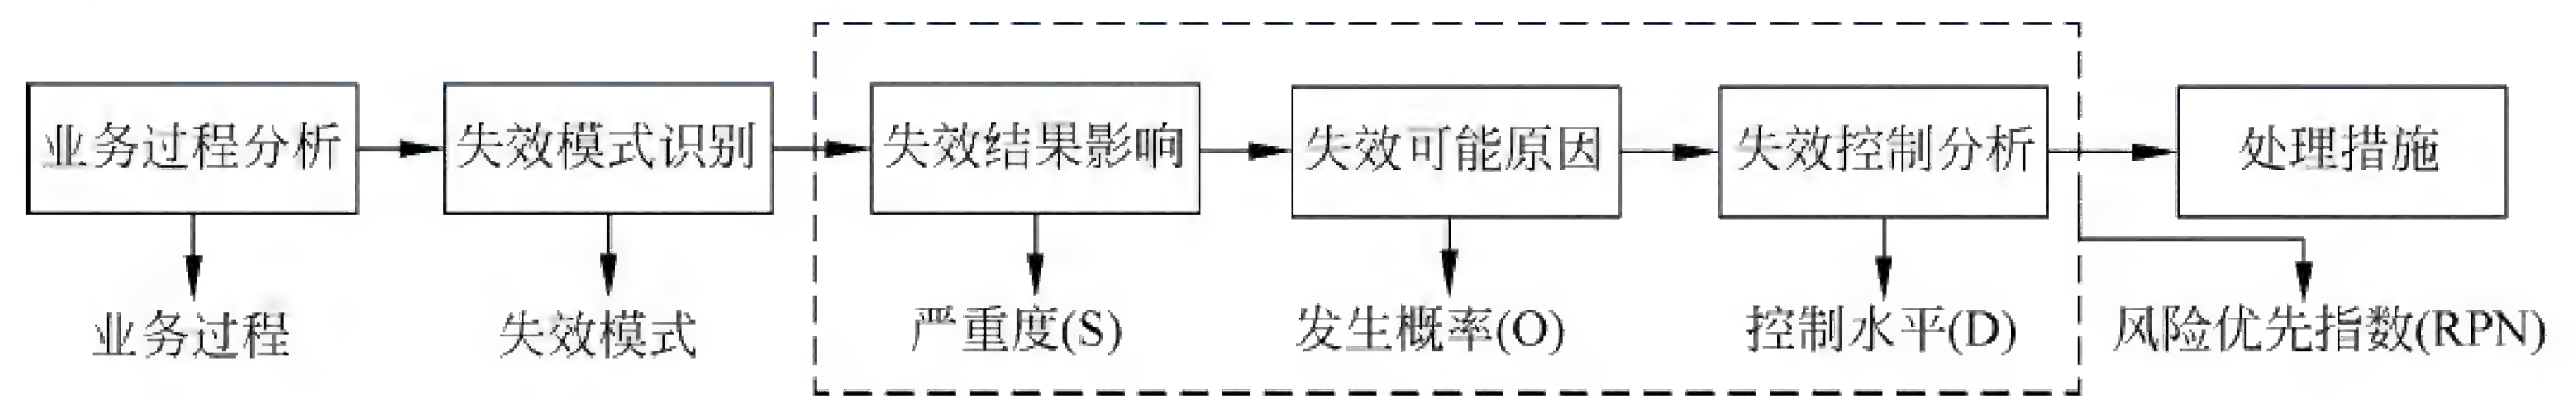 业务过程分析
失效模式识别
失效结果影响
失效可能原因
失效控制分析
处理措施
业务过程
失效模式
严重度(S)
发生概率(O)
控制水平(D)
风险优先指数(RPN)